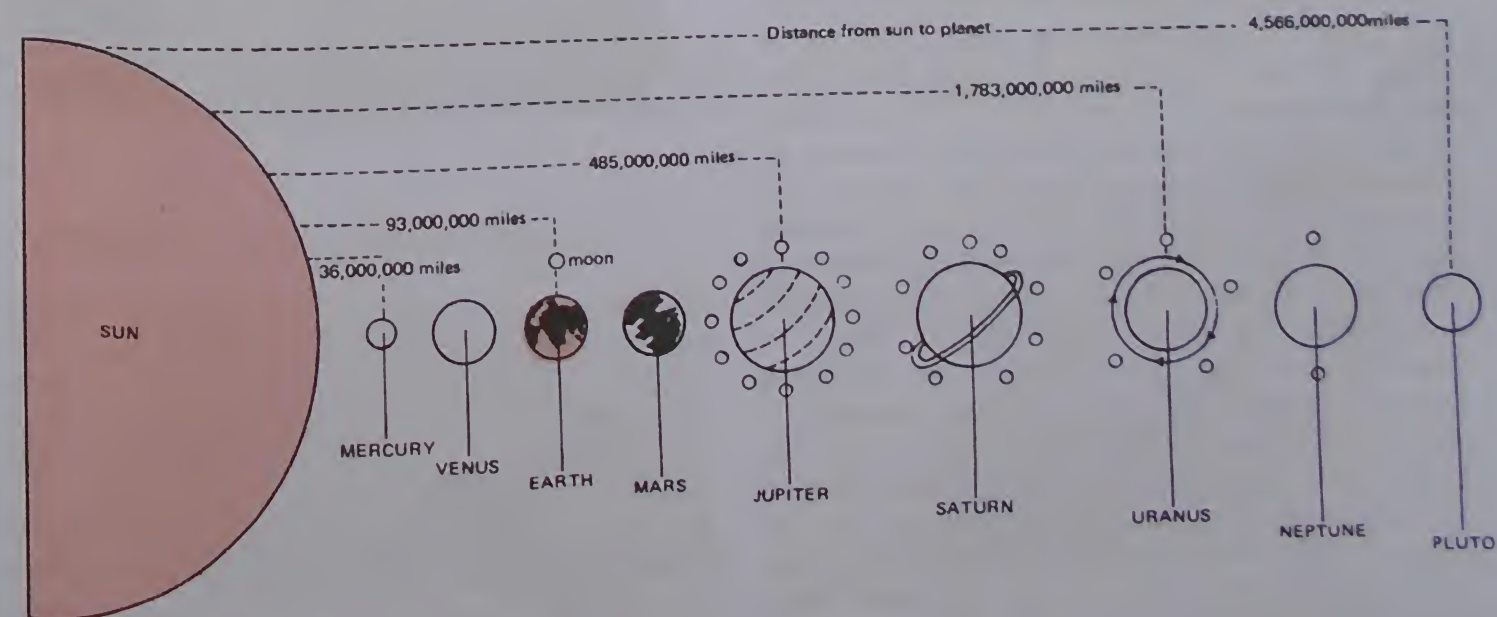 Distance from sun to planet
4,566,000,000miles
1,783,000,000 miles
485,000,000 miles
93,000,000 miles
36,000,000 miles
moon
SUN
MERCURY
VENUS
EARTH
MARS
JUPITER
SATURN
URANUS
NEPTUNE
PLUTO